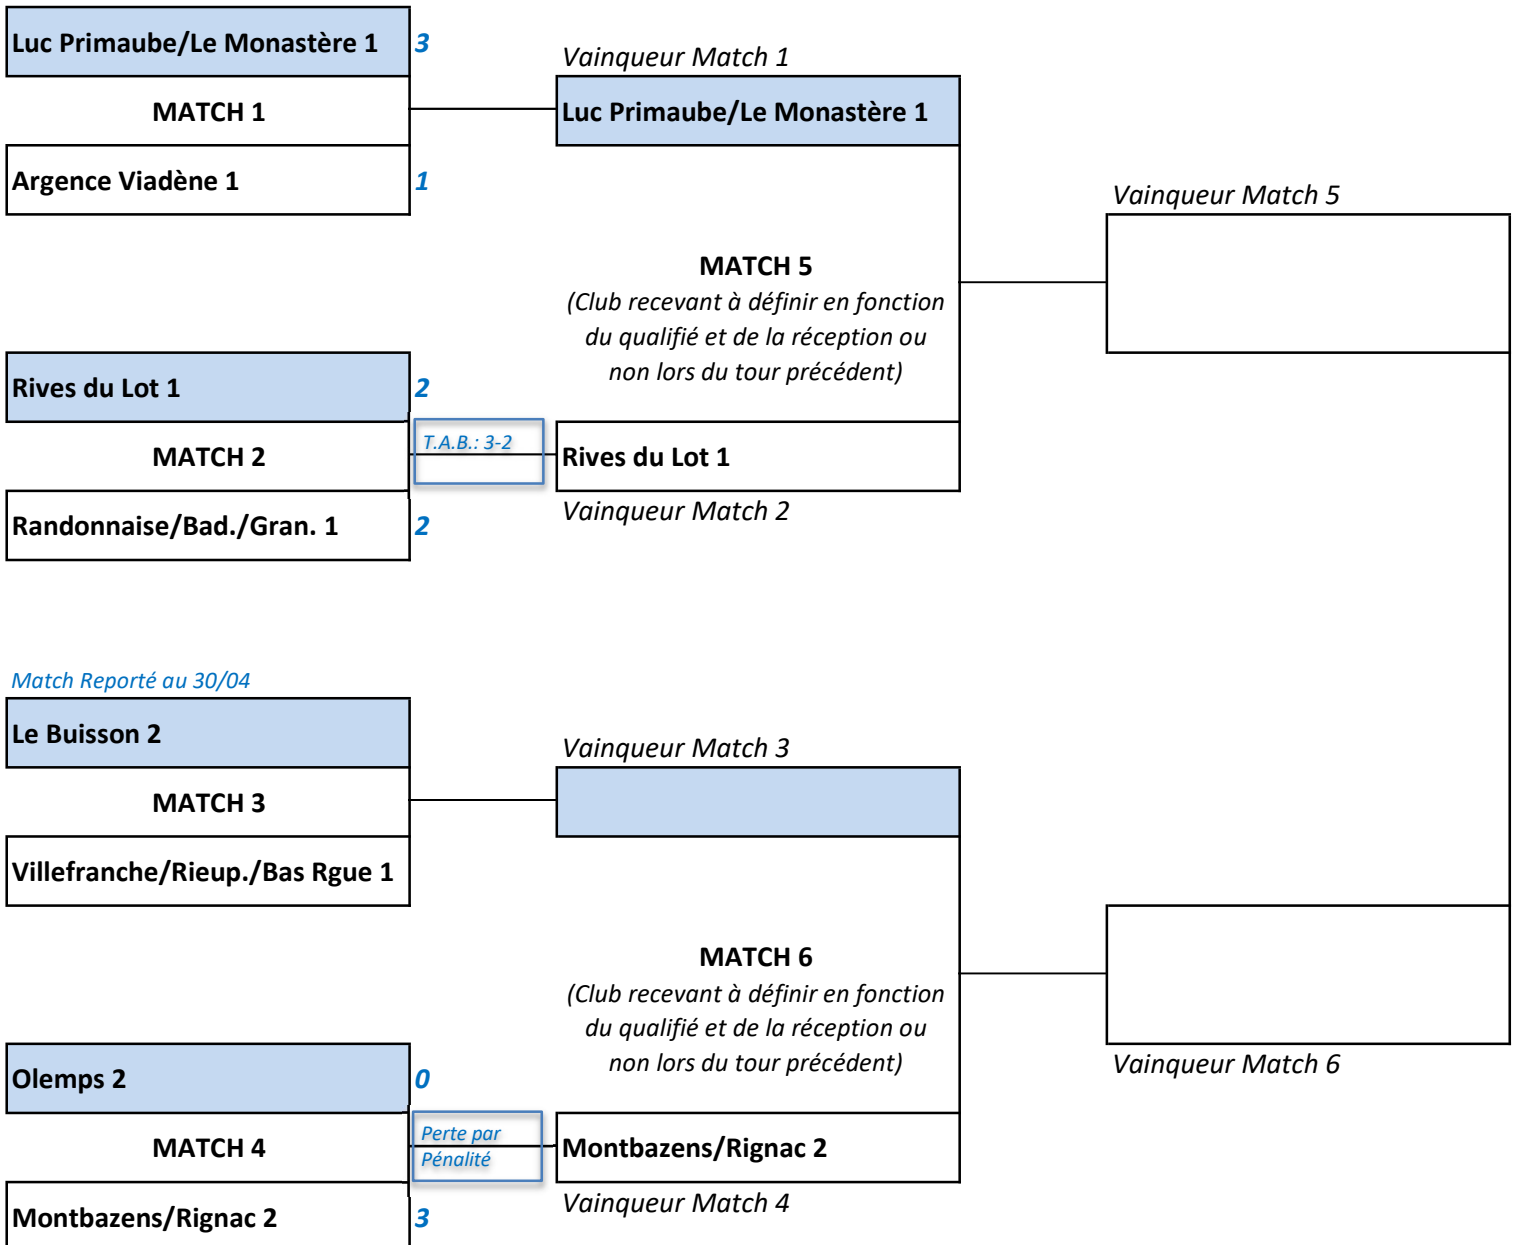 Luc Primaube/Le Monastère 1
3
Vainqueur Match 1
MATCH 1
Luc Primaube/Le Monastère 1
Argence Viadène 1
1
Vainqueur Match 5
MATCH 5
(Club recevant à définir en fonction
du qualifié et de la réception ou
non lors du tour précédent)
Rives du Lot 1
2
T.A.B.: 3-2
MATCH 2
Rives du Lot 1
Vainqueur Match 2
Randonnaise/Bad./Gran. 1
2
Match Reporté au 30/04
Le Buisson 2
Vainqueur Match 3
MATCH 3
Villefranche/Rieup./Bas Rgue 1
MATCH 6
(Club recevant à définir en fonction
du qualifié et de la réception ou
non lors du tour précédent)
Vainqueur Match 6
Olemps 2
0
Perte par
Pénalité
MATCH 4
Montbazens/Rignac 2
Vainqueur Match 4
Montbazens/Rignac 2
3